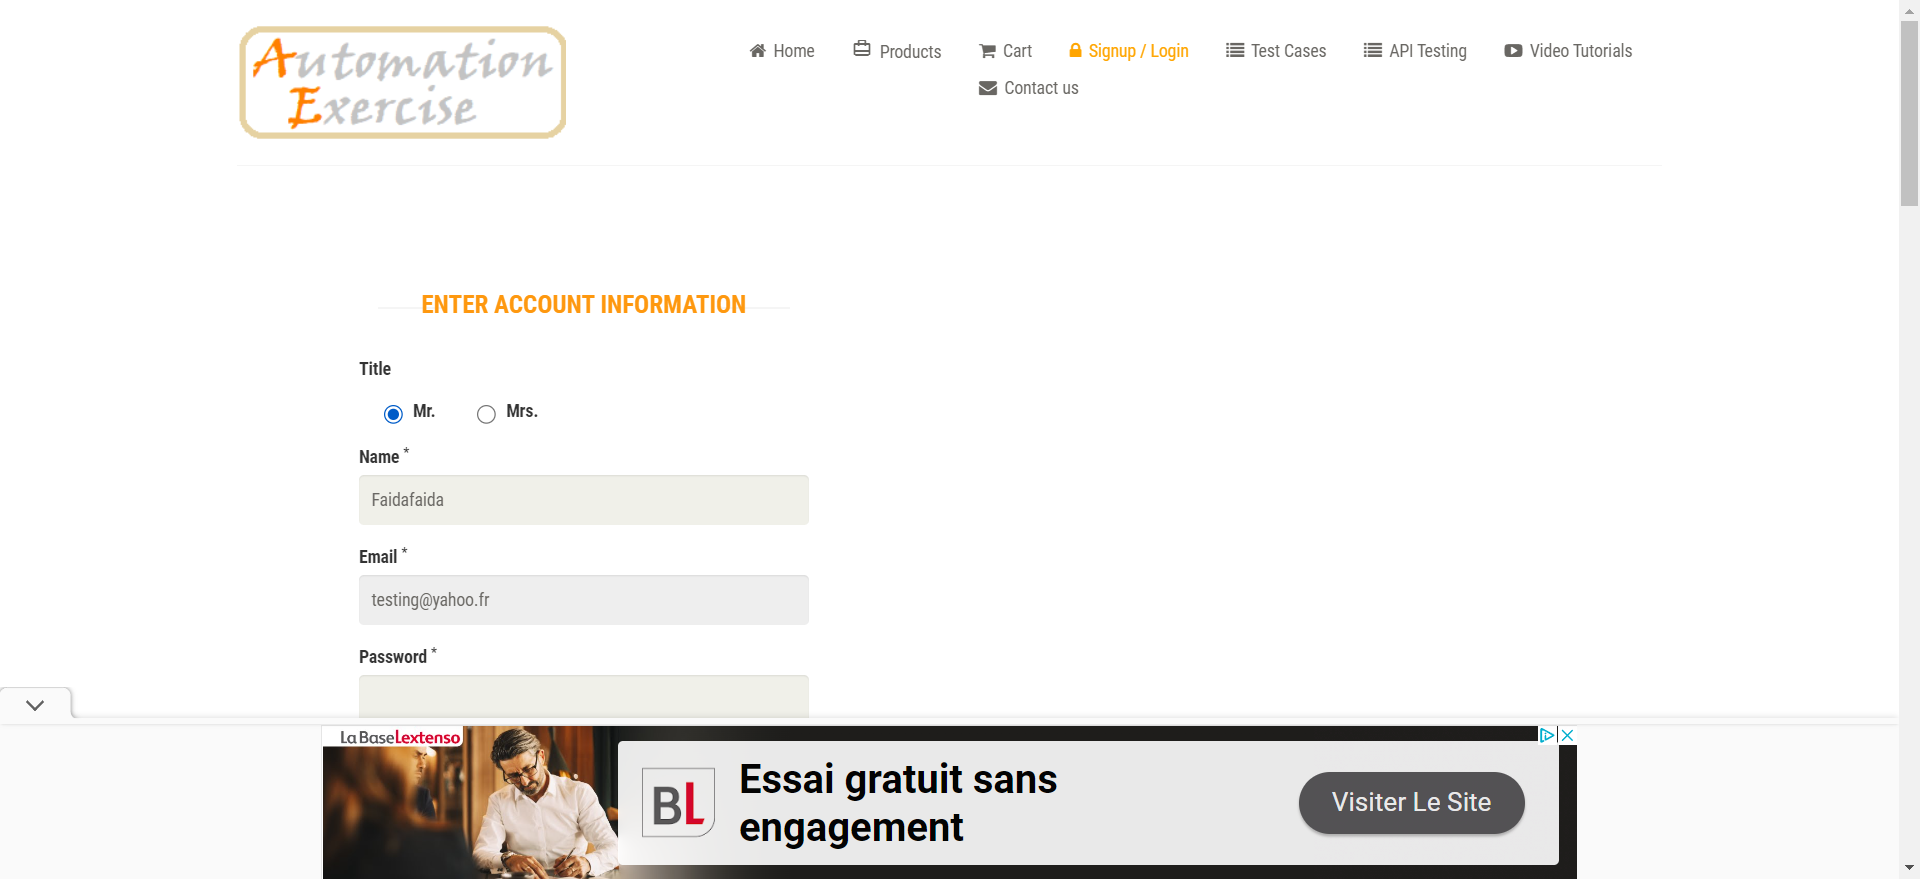 Automation
Exercise
Home
Products
Cart
Signup / Login
Test Cases
API Testing
Video Tutorials
Contact us
ENTER ACCOUNT INFORMATION
Title
Mr.
Mrs.
Name *
Faidafaida
Email *
testing@yahoo.fr
Password *
La Base Lextenso
BL
Essai gratuit sans
engagement
Visiter Le Site